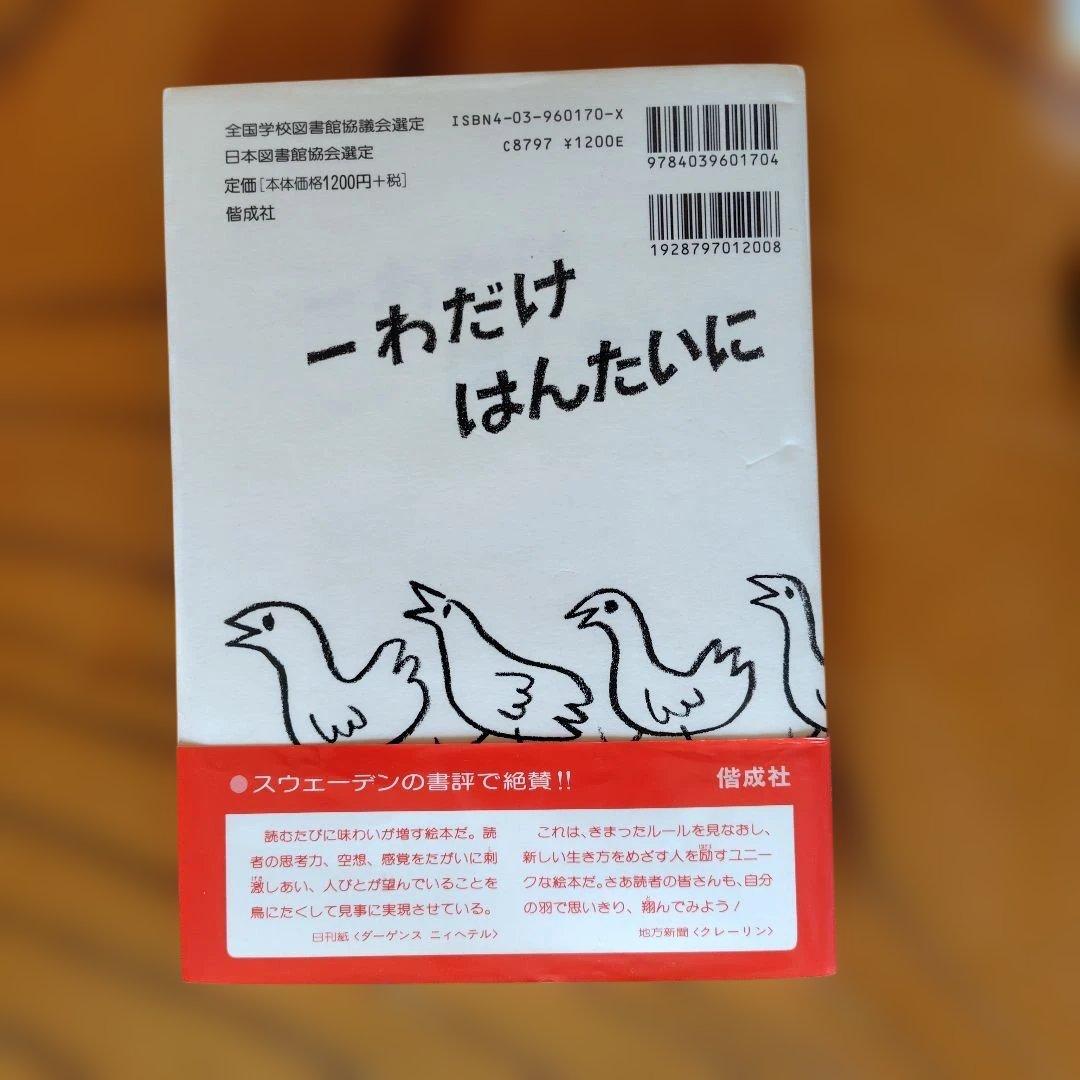 全国学校図書館協議会選定
日本図書館協会選定
定価[本体価格1200円+税]
偕成社
ISBN4-03-960170-X
C8797 ¥1200E
9784039601704
1928797012008
一わだけ
はんたいに
●スウェーデンの書評で絶賛!!
偕成社
読むたびに味わいが増す絵本だ。読
者の思考力、空想、感覚をたがいに刺
激しあい、人びとが望んでいることを
鳥にたくして見事に実現させている。
日刊紙〈ダーゲンス ニィヘテル〉
これは、きまったルールを見なおし、
新しい生き方をめざす人を励すユニー
クな絵本だ。さあ読者の皆さんも、自分
の羽で思いきり、翔んでみよう!
地方新聞〈クレーリン〉